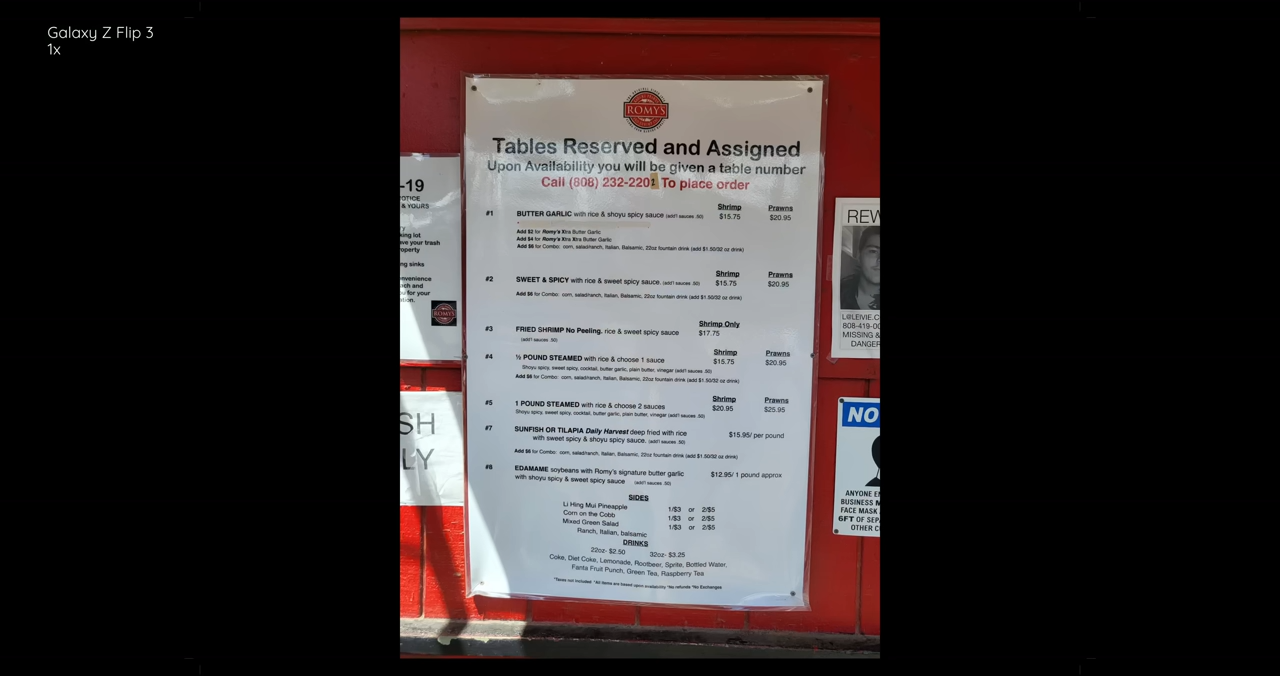 Galaxy Z Flip 3
1x
ROMYS
Tables Reserved and Assigned
Upon Availability you will be given a table number
Call (808) 232-2201 To place order
Shrimp Prawns
#1 BUTTER GARLIC with rice & shoyu spicy sauce (add'l sauces .50) $15.75 $20.95
Add $2 for Romy's Xtra Butter Garlic
Add $4 for Romy's Xtra Xtra Butter Garlic
Add $6 for Combo: corn, salad/ranch, Italian, Balsamic, 22oz fountain drink (add $1.50/32 oz drink)
Shrimp Prawns
#2 SWEET & SPICY with rice & sweet spicy sauce. (add'l sauces .50) $15.75 $20.95
Add $6 for Combo: corn, salad/ranch, Italian, Balsamic, 22oz fountain drink (add $1.50/32 oz drink)
Shrimp Only
#3 FRIED SHRIMP No Peeling. rice & sweet spicy sauce $17.75
(add'l sauces .50)
Shrimp Prawns
#4 ½ POUND STEAMED with rice & choose 1 sauce $15.75 $20.95
Shoyu spicy, sweet spicy, cocktail, butter garlic, plain butter, vinegar (add'l sauces .50)
Add $6 for Combo: corn, salad/ranch, Italian, Balsamic, 22oz fountain drink (add $1.50/32 oz drink)
Shrimp Prawns
#5 1 POUND STEAMED with rice & choose 2 sauces $20.95 $25.95
Shoyu spicy, sweet spicy, cocktail, butter garlic, plain butter, vinegar (add'l sauces .50)
#7 SUNFISH OR TILAPIA Daily Harvest deep fried with rice $15.95/ per pound
with sweet spicy & shoyu spicy sauce. (add'l sauces .50)
Add $6 for Combo: corn, salad/ranch, Italian, Balsamic, 22oz fountain drink (add $1.50/32 oz drink)
#8 EDAMAME soybeans with Romy's signature butter garlic $12.95/ 1 pound approx
with shoyu spicy & sweet spicy sauce (add'l sauces .50)
SIDES
Li Hing Mui Pineapple 1/$3 or 2/$5
Corn on the Cobb 1/$3 or 2/$5
Mixed Green Salad 1/$3 or 2/$5
Ranch, Italian, balsamic
DRINKS
22oz- $2.50 32oz- $3.25
Coke, Diet Coke, Lemonade, Rootbeer, Sprite, Bottled Water,
Fanta Fruit Punch, Green Tea, Raspberry Tea
*Taxes not included *All items are based upon availability *No refunds *No Exchanges
-19
OTICE
& YOURS
ing lot
ave your trash
roperty
ng sinks
nvenience
rch and
u for your
ation.
ROMYS
SH
LY
REW
L@LEIVIE.C
808-419-00
MISSING &
DANGER
NO
ANYONE EN
BUSINESS M
FACE MASK
6FT OF SEPA
OTHER C